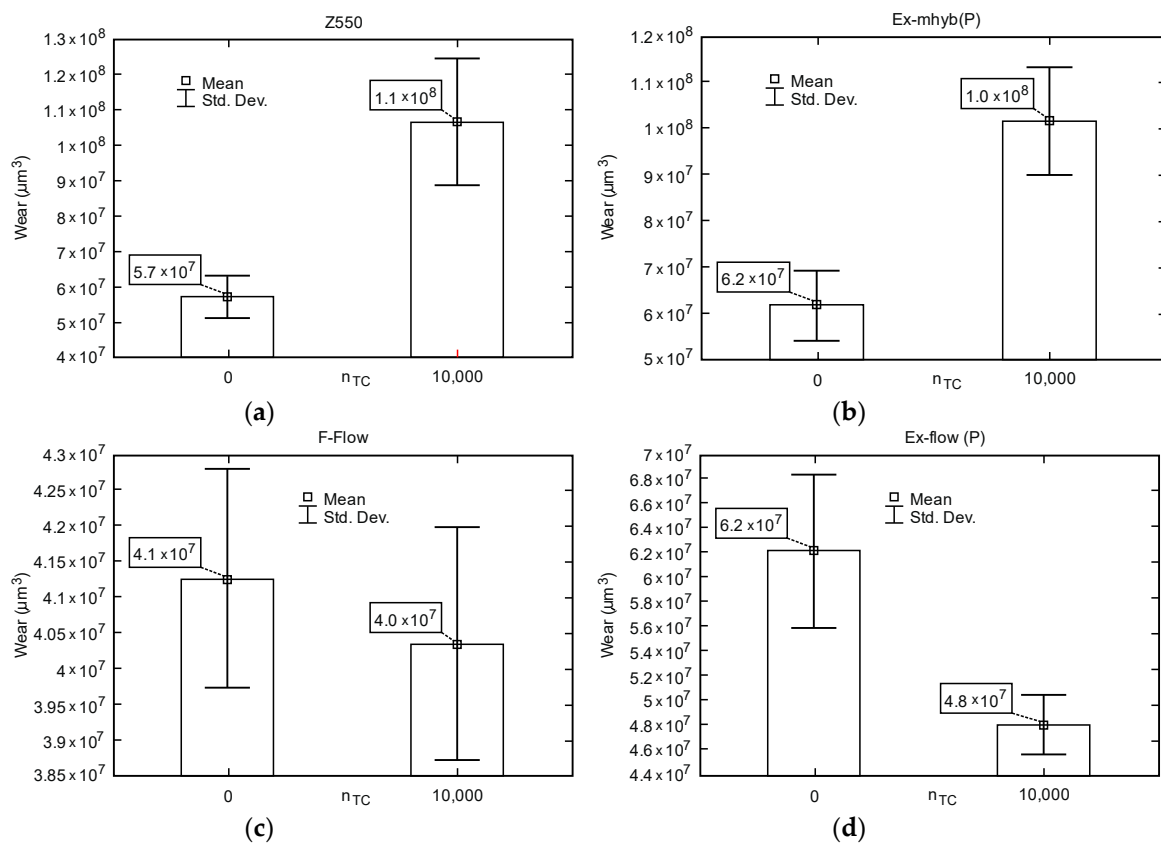 Z550
1.3 x 10⁸
1.2 x 10⁸
1.1 x 10⁸
1 x 10⁸
9 x 10⁷
8 x 10⁷
7 x 10⁷
6 x 10⁷
5 x 10⁷
4 x 10⁷
Wear (µm³)
Mean
Std. Dev.
1.1 x 10⁸
5.7 x 10⁷
0
nTC
10,000
(a)
Ex-mhyb(P)
1.2 x 10⁸
1.1 x 10⁸
1 x 10⁸
9 x 10⁷
8 x 10⁷
7 x 10⁷
6 x 10⁷
5 x 10⁷
Wear (µm³)
Mean
Std. Dev.
1.0 x 10⁸
6.2 x 10⁷
0
nTC
10,000
(b)
F-Flow
4.3 x 10⁷
4.25 x 10⁷
4.2 x 10⁷
4.15 x 10⁷
4.1 x 10⁷
4.05 x 10⁷
4 x 10⁷
3.95 x 10⁷
3.9 x 10⁷
3.85 x 10⁷
Wear (µm³)
Mean
Std. Dev.
4.1 x 10⁷
4.0 x 10⁷
0
nTC
10,000
(c)
Ex-flow (P)
7 x 10⁷
6.8 x 10⁷
6.6 x 10⁷
6.4 x 10⁷
6.2 x 10⁷
6 x 10⁷
5.8 x 10⁷
5.6 x 10⁷
5.4 x 10⁷
5.2 x 10⁷
5 x 10⁷
4.8 x 10⁷
4.6 x 10⁷
4.4 x 10⁷
Wear (µm³)
Mean
Std. Dev.
6.2 x 10⁷
4.8 x 10⁷
0
nTC
10,000
(d)